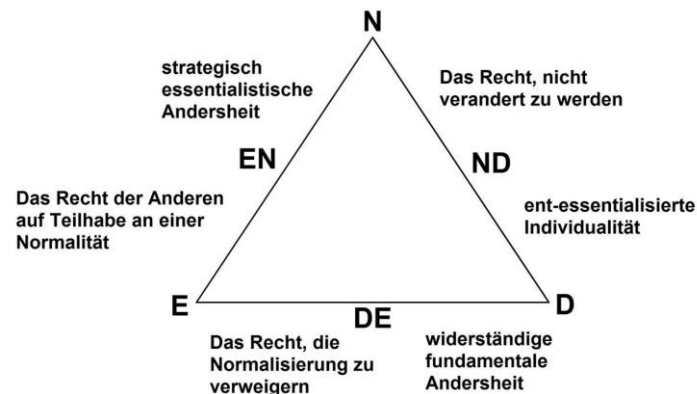 N
strategisch
essentialistische
Andersheit
Das Recht, nicht
verandert zu werden
EN
ND
Das Recht der Anderen
auf Teilhabe an einer
Normalität
ent-essentialisierte
Individualität
E
DE
D
Das Recht, die
Normalisierung zu
verweigern
widerständige
fundamentale
Andersheit